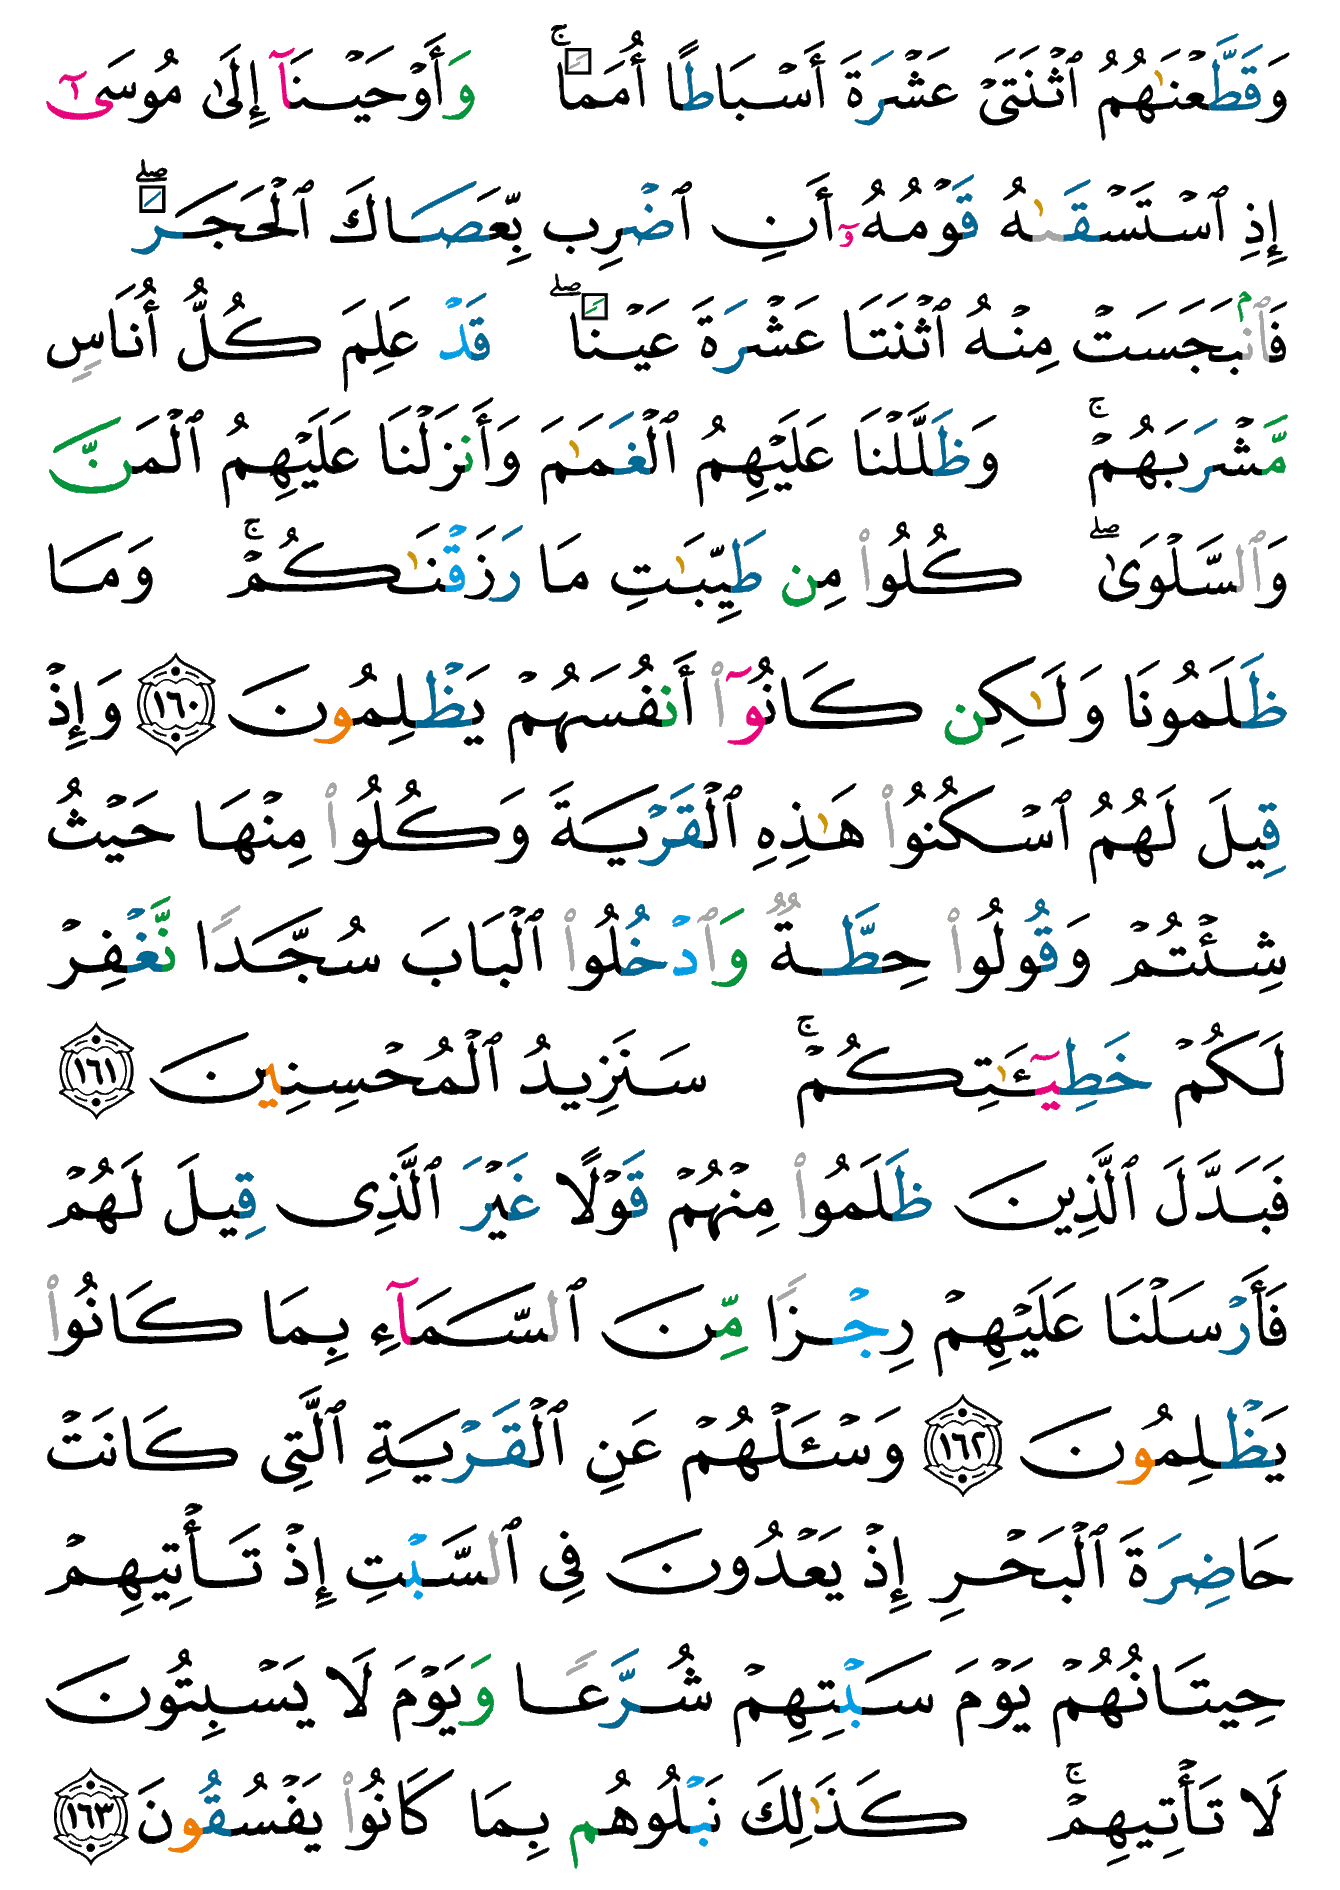 وَقَطَّعْنَٰهُمُ ٱثْنَتَىْ عَشْرَةَ أَسْبَاطًا أُمَمًا ۚ وَأَوْحَيْنَآ إِلَىٰ مُوسَىٰٓ
إِذِ ٱسْتَسْقَىٰهُ قَوْمُهُۥٓ أَنِ ٱضْرِب بِّعَصَاكَ ٱلْحَجَرَ ۖ
فَٱنۢبَجَسَتْ مِنْهُ ٱثْنَتَا عَشْرَةَ عَيْنًا ۖ قَدْ عَلِمَ كُلُّ أُنَاسٍ
مَّشْرَبَهُمْ ۚ وَظَلَّلْنَا عَلَيْهِمُ ٱلْغَمَٰمَ وَأَنزَلْنَا عَلَيْهِمُ ٱلْمَنَّ
وَٱلسَّلْوَىٰ ۖ كُلُوا۟ مِن طَيِّبَٰتِ مَا رَزَقْنَٰكُمْ ۚ وَمَا
ظَلَمُونَا وَلَٰكِن كَانُوٓا۟ أَنفُسَهُمْ يَظْلِمُونَ ١٦٠ وَإِذْ
قِيلَ لَهُمُ ٱسْكُنُوا۟ هَٰذِهِ ٱلْقَرْيَةَ وَكُلُوا۟ مِنْهَا حَيْثُ
شِئْتُمْ وَقُولُوا۟ حِطَّةٌ وَٱدْخُلُوا۟ ٱلْبَابَ سُجَّدًا نَّغْفِرْ
لَكُمْ خَطِيٓـَٰٔتِكُمْ ۚ سَنَزِيدُ ٱلْمُحْسِنِينَ ١٦١
فَبَدَّلَ ٱلَّذِينَ ظَلَمُوا۟ مِنْهُمْ قَوْلًا غَيْرَ ٱلَّذِى قِيلَ لَهُمْ
فَأَرْسَلْنَا عَلَيْهِمْ رِجْزًا مِّنَ ٱلسَّمَآءِ بِمَا كَانُوا۟
يَظْلِمُونَ ١٦٢ وَسْـَٔلْهُمْ عَنِ ٱلْقَرْيَةِ ٱلَّتِى كَانَتْ
حَاضِرَةَ ٱلْبَحْرِ إِذْ يَعْدُونَ فِى ٱلسَّبْتِ إِذْ تَأْتِيهِمْ
حِيتَانُهُمْ يَوْمَ سَبْتِهِمْ شُرَّعًا وَيَوْمَ لَا يَسْبِتُونَ
لَا تَأْتِيهِمْ ۚ كَذَٰلِكَ نَبْلُوهُم بِمَا كَانُوا۟ يَفْسُقُونَ ١٦٣